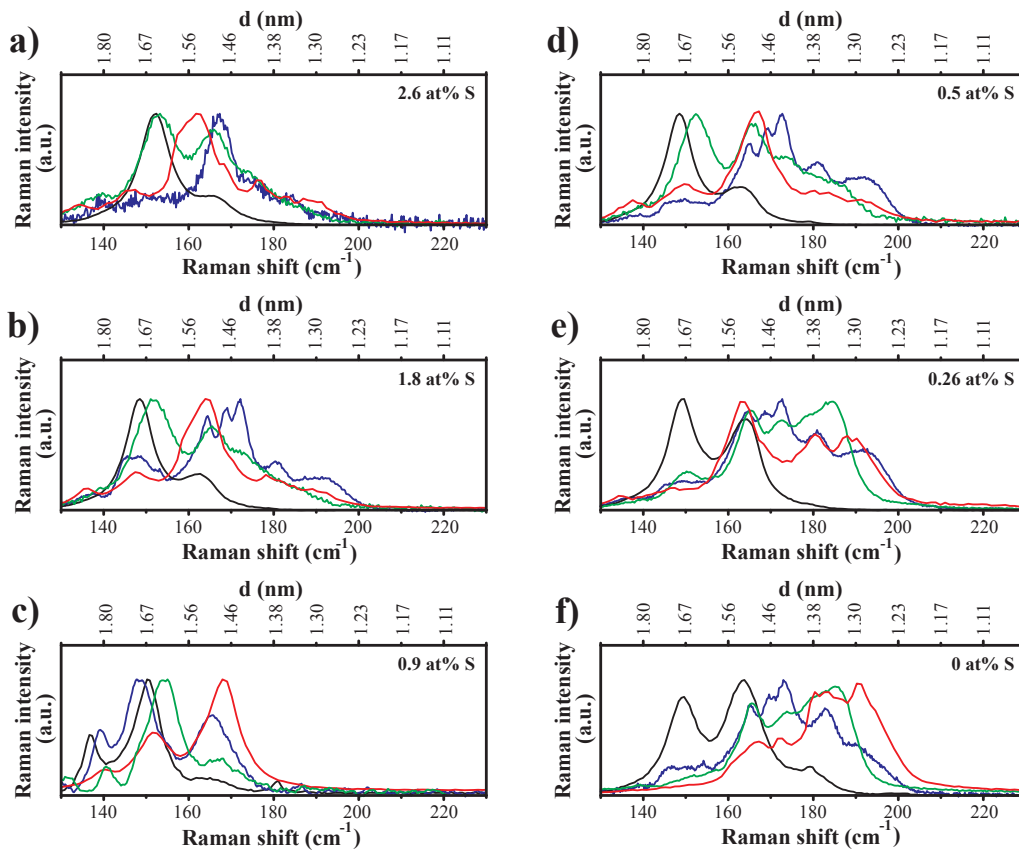 a)
d (nm)
1.80 1.67 1.56 1.46 1.38 1.30 1.23 1.17 1.11
2.6 at% S
Raman intensity
(a.u.)
140 160 180 200 220
Raman shift (cm-1)
b)
d (nm)
1.80 1.67 1.56 1.46 1.38 1.30 1.23 1.17 1.11
1.8 at% S
Raman intensity
(a.u.)
140 160 180 200 220
Raman shift (cm-1)
c)
d (nm)
1.80 1.67 1.56 1.46 1.38 1.30 1.23 1.17 1.11
0.9 at% S
Raman intensity
(a.u.)
140 160 180 200 220
Raman shift (cm-1)
d)
d (nm)
1.80 1.67 1.56 1.46 1.38 1.30 1.23 1.17 1.11
0.5 at% S
Raman intensity
(a.u.)
140 160 180 200 220
Raman shift (cm-1)
e)
d (nm)
1.80 1.67 1.56 1.46 1.38 1.30 1.23 1.17 1.11
0.26 at% S
Raman intensity
(a.u.)
140 160 180 200 220
Raman shift (cm-1)
f)
d (nm)
1.80 1.67 1.56 1.46 1.38 1.30 1.23 1.17 1.11
0 at% S
Raman intensity
(a.u.)
140 160 180 200 220
Raman shift (cm-1)